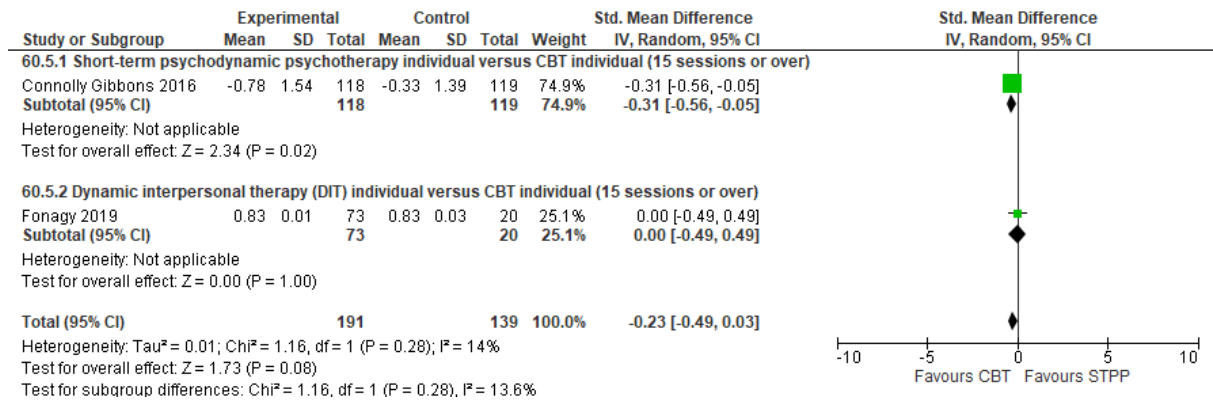 Experimental Control Std. Mean Difference Std. Mean Difference
Study or Subgroup Mean SD Total Mean SD Total Weight IV, Random, 95% CI IV, Random, 95% CI
60.5.1 Short-term psychodynamic psychotherapy individual versus CBT individual (15 sessions or over)
Connolly Gibbons 2016 -0.78 1.54 118 -0.33 1.39 119 74.9% -0.31 [-0.56, -0.05]
Subtotal (95% CI) 118 119 74.9% -0.31 [-0.56, -0.05]
Heterogeneity: Not applicable
Test for overall effect: Z = 2.34 (P = 0.02)
60.5.2 Dynamic interpersonal therapy (DIT) individual versus CBT individual (15 sessions or over)
Fonagy 2019 0.83 0.01 73 0.83 0.03 20 25.1% 0.00 [-0.49, 0.49]
Subtotal (95% CI) 73 20 25.1% 0.00 [-0.49, 0.49]
Heterogeneity: Not applicable
Test for overall effect: Z = 0.00 (P = 1.00)
Total (95% CI) 191 139 100.0% -0.23 [-0.49, 0.03]
Heterogeneity: Tau² = 0.01; Chi² = 1.16, df = 1 (P = 0.28); I² = 14%
Test for overall effect: Z = 1.73 (P = 0.08)
Test for subgroup differences: Chi² = 1.16, df = 1 (P = 0.28), I² = 13.6%
-10 -5 0 5 10
Favours CBT Favours STPP